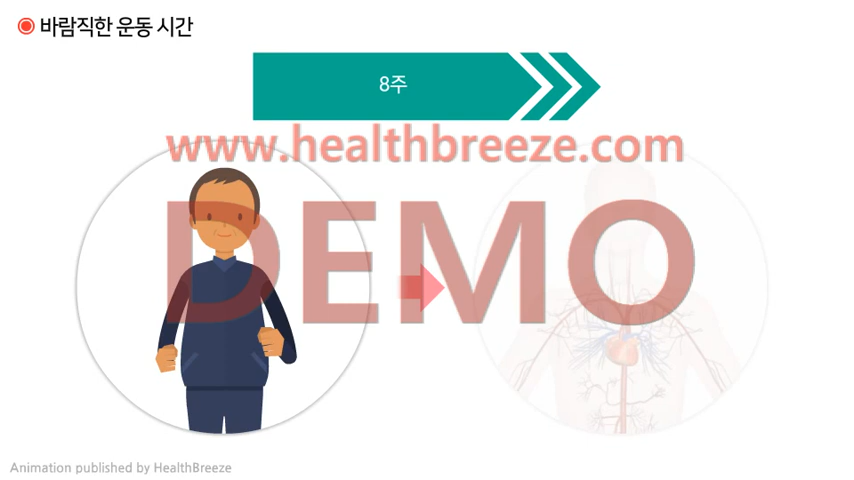 바람직한 운동 시간
8주
www.healthbreeze.com
DEMO
Animation published by HealthBreeze